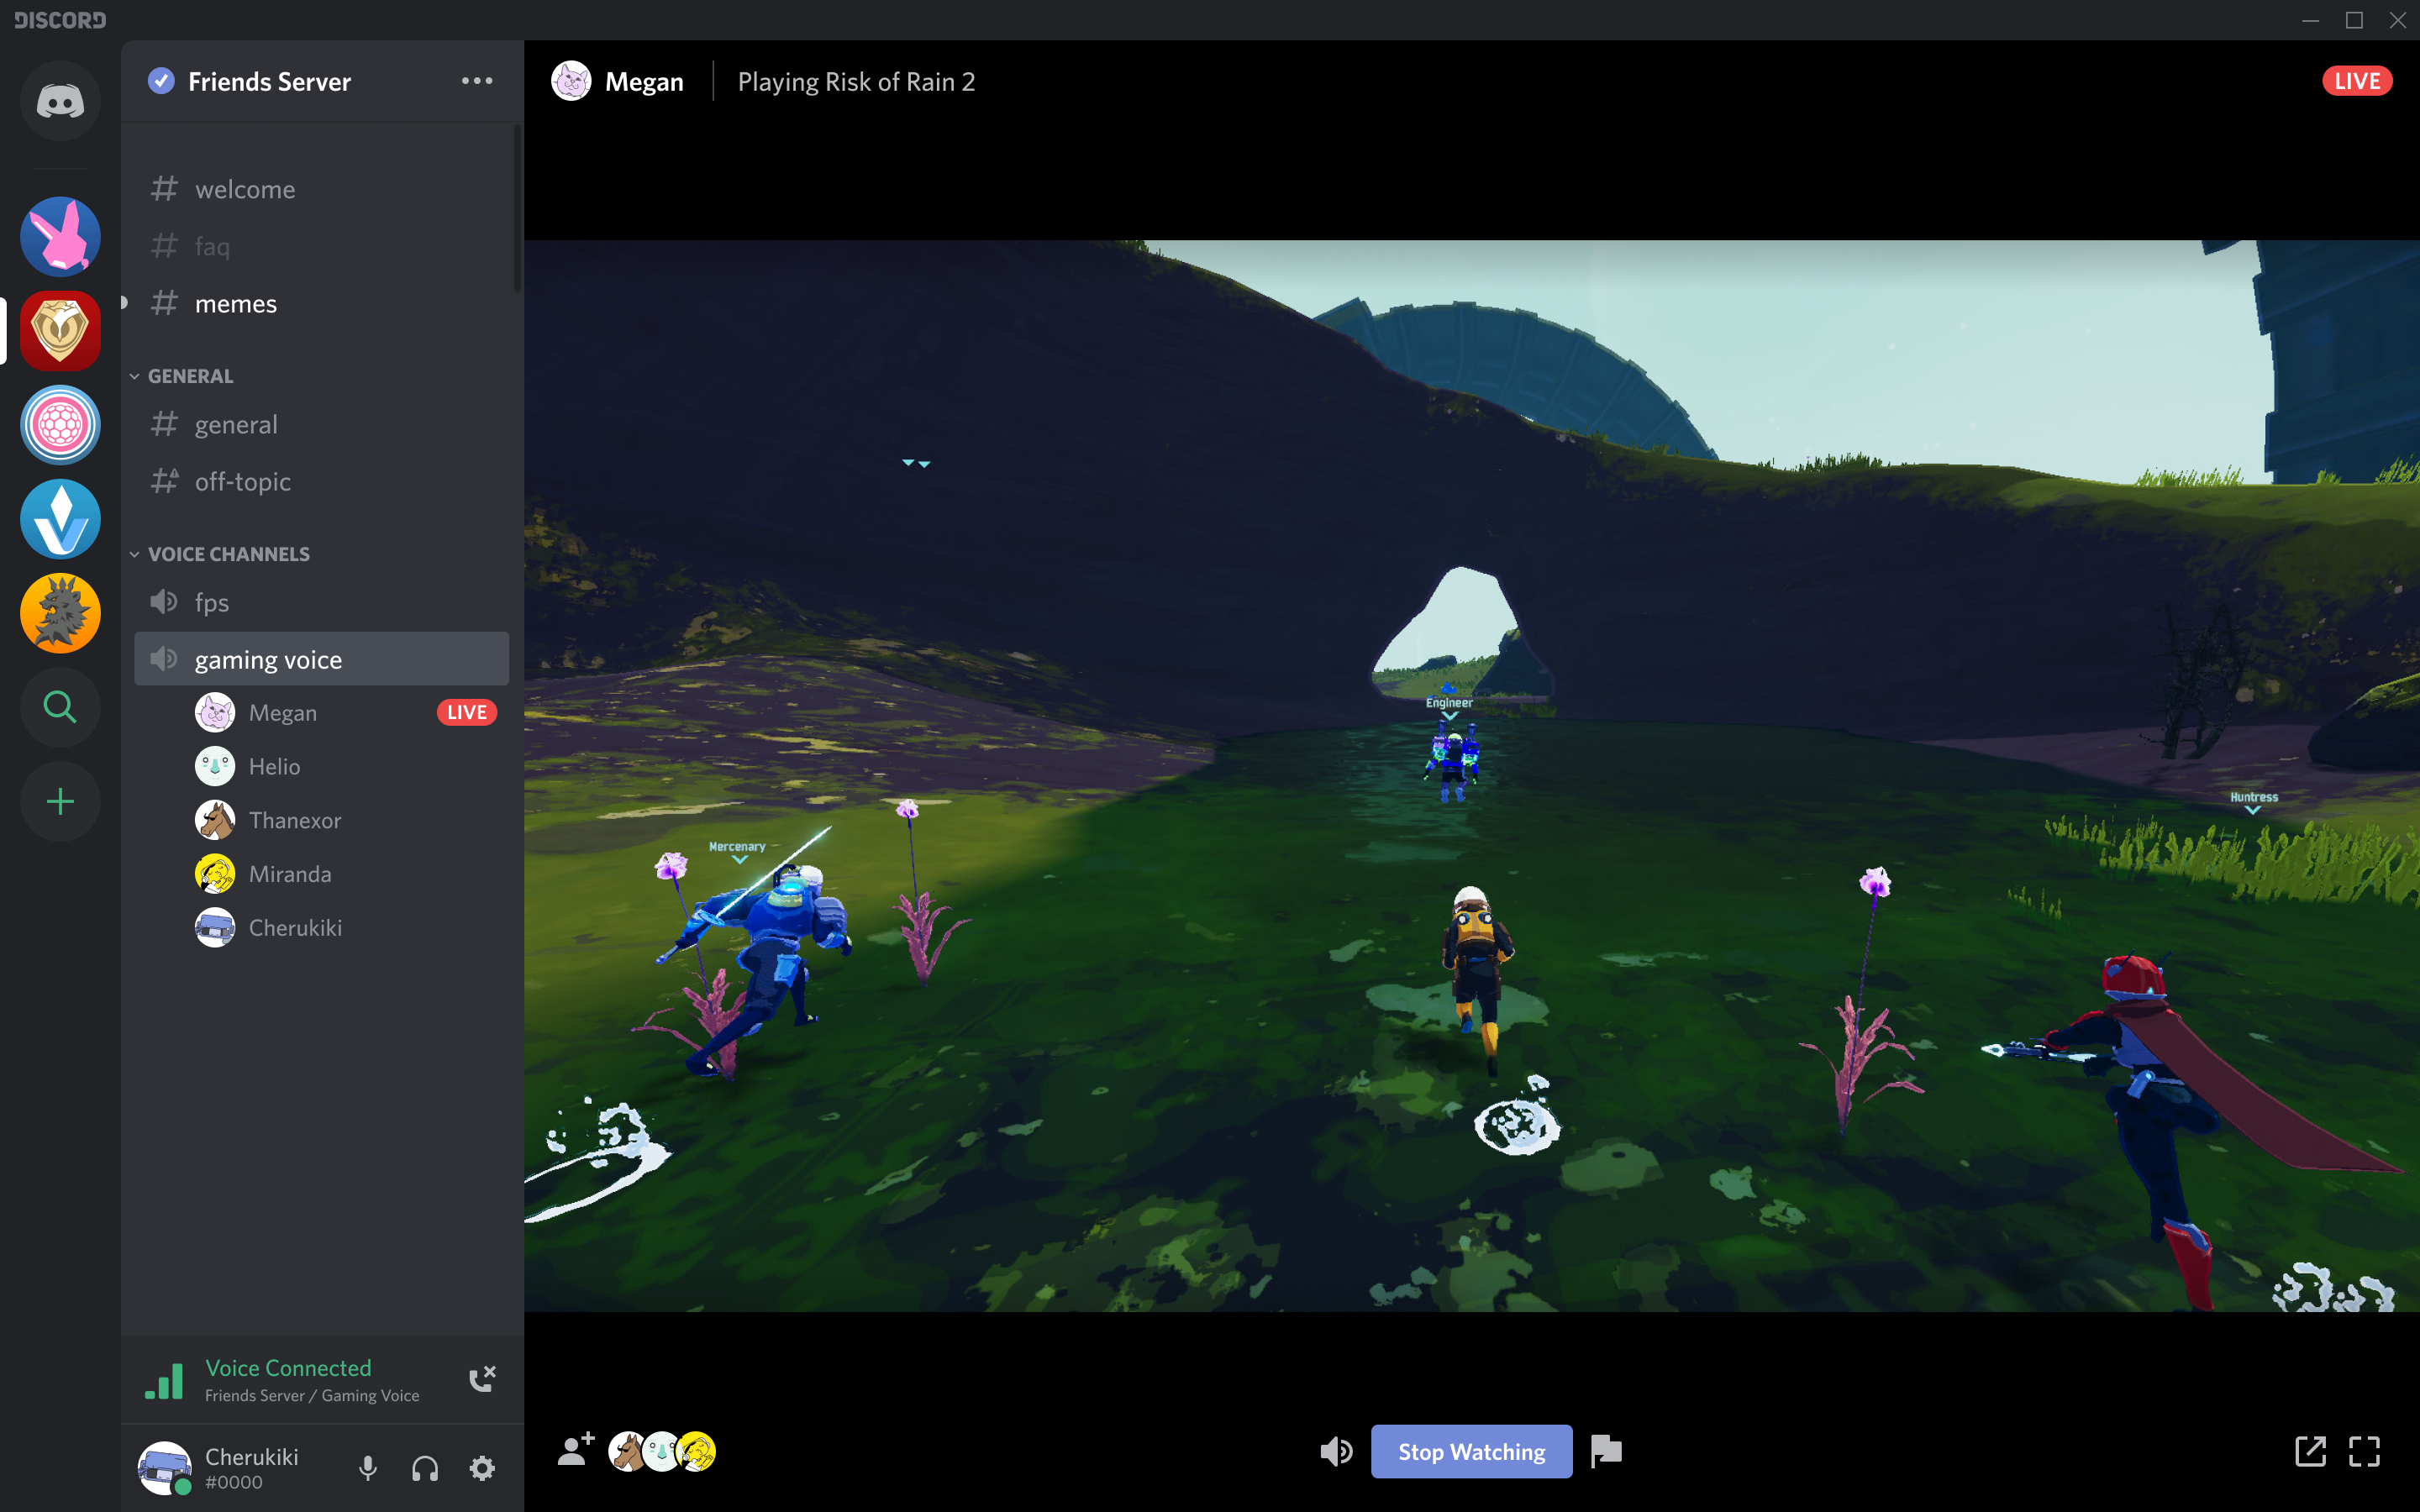 DISCORD
Friends Server
welcome
faq
memes
GENERAL
general
off-topic
VOICE CHANNELS
fps
gaming voice
Megan LIVE
Helio
Thanexor
Miranda
Cherukiki
Voice Connected
Friends Server / Gaming Voice
Cherukiki
#0000
Megan Playing Risk of Rain 2 LIVE
Engineer
Huntress
Mercenary
Stop Watching